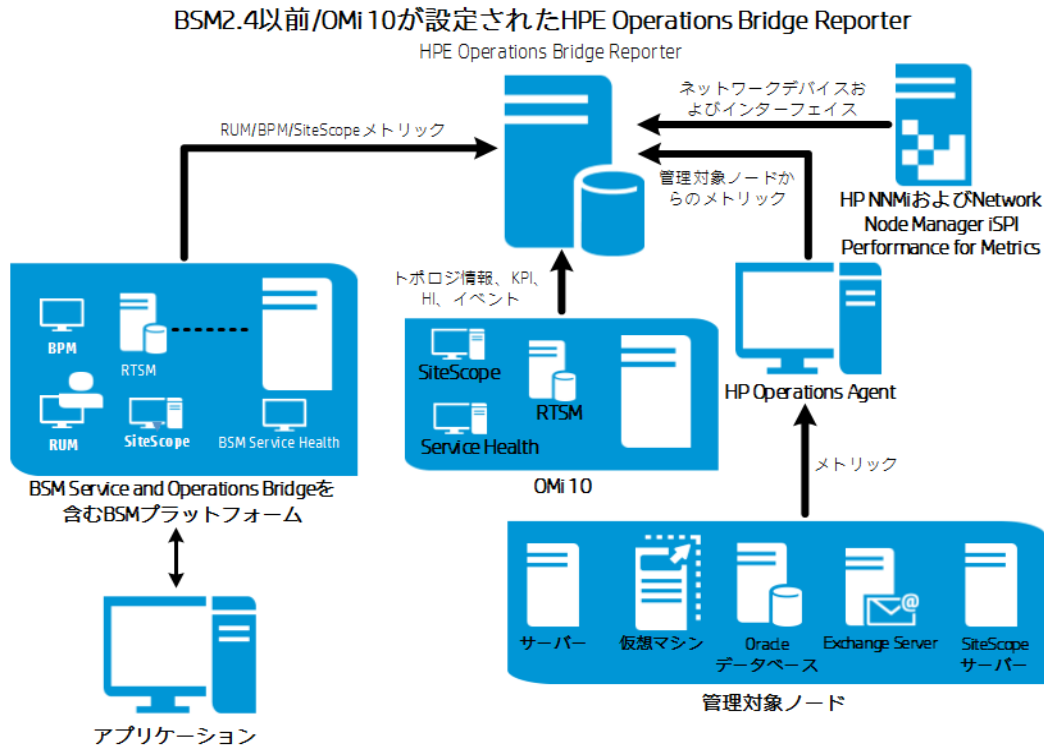 BSM2.4以前/OMi 10が設定されたHPE Operations Bridge Reporter
HPE Operations Bridge Reporter
ネットワークデバイスお
よびインターフェイス
RUM/BPM/SiteScopeメトリック
管理対象ノードか
らのメトリック
HP NNMiおよびNetwork
Node Manager iSPI
Performance for Metrics
トポロジ情報、KPI、
HI、イベント
BPM
RTSM
RUM
SiteScope
BSM Service Health
SiteScope
RTSM
Service Health
HP Operations Agent
BSM Service and Operations Bridgeを
含むBSMプラットフォーム
OMi 10
メトリック
サーバー
仮想マシン
Oracle
データベース
Exchange Server
SiteScope
サーバー
管理対象ノード
アプリケーション